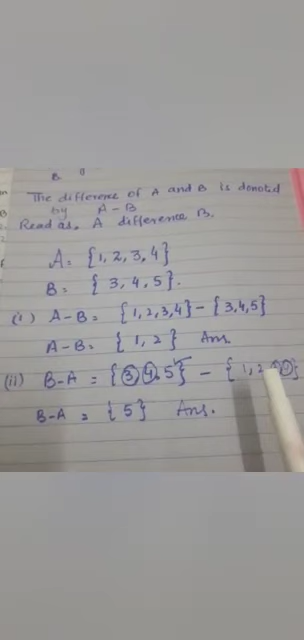 The difference of A and B is denoted
by A - B
Read as, A difference B.
A = {1, 2, 3, 4}
B = {3, 4, 5}.
(i) A-B = {1, 2, 3, 4} - {3, 4, 5}
A-B = {1, 2} Ans.
(ii) B-A = {3, 4, 5} - {1, 2,
B-A = {5} Ans.